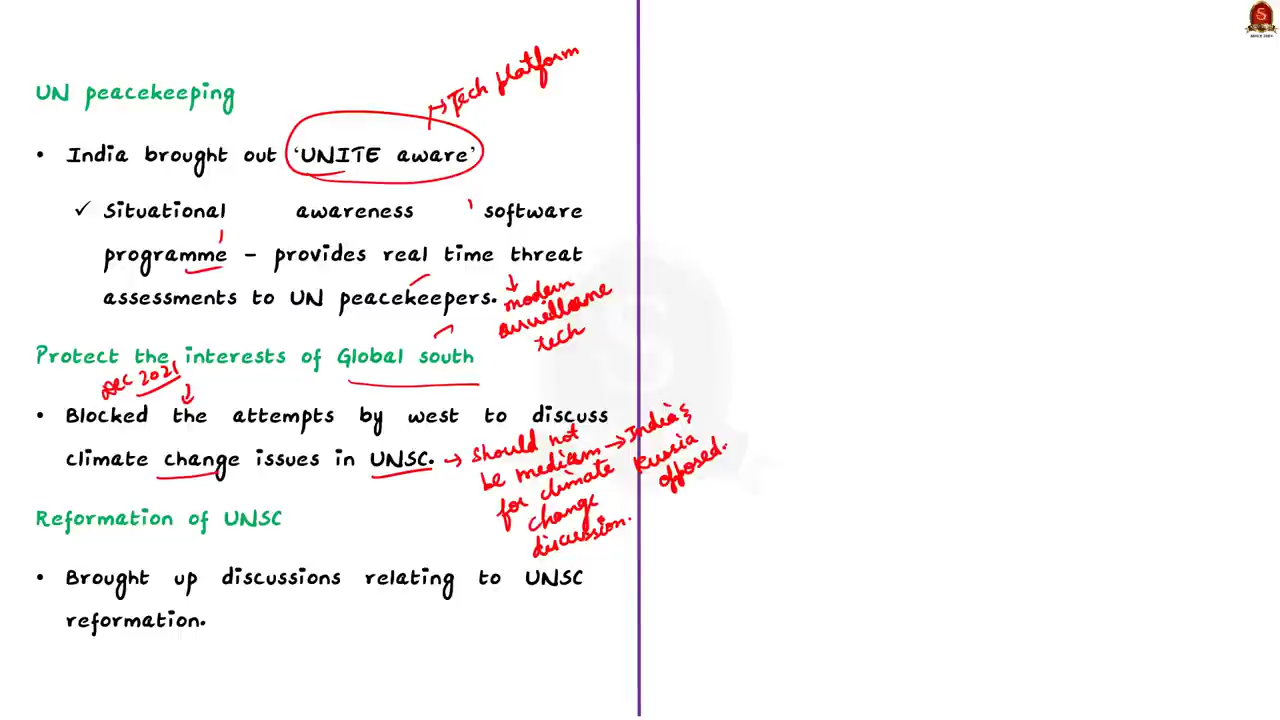 UN peacekeeping
→ Tech platform
• India brought out 'UNITE aware'
✓ Situational awareness software
programme – provides real time threat
assessments to UN peacekeepers.
modern
surveillance
tech
Protect the interests of Global south
Dec 2021
• Blocked the attempts by west to discuss
climate change issues in UNSC.
→ should not
be medium
for climate
change
discussion.
→ India &
Russia
opposed.
Reformation of UNSC
• Brought up discussions relating to UNSC
reformation.